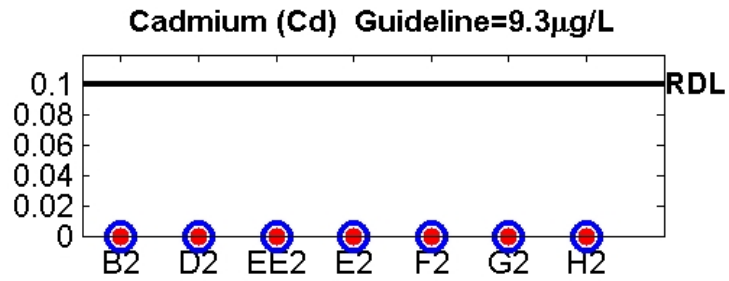 Cadmium (Cd)  Guideline=9.3μg/L
0.1
RDL
0.08
0.06
0.04
0.02
0
B2 D2 EE2 E2 F2 G2 H2